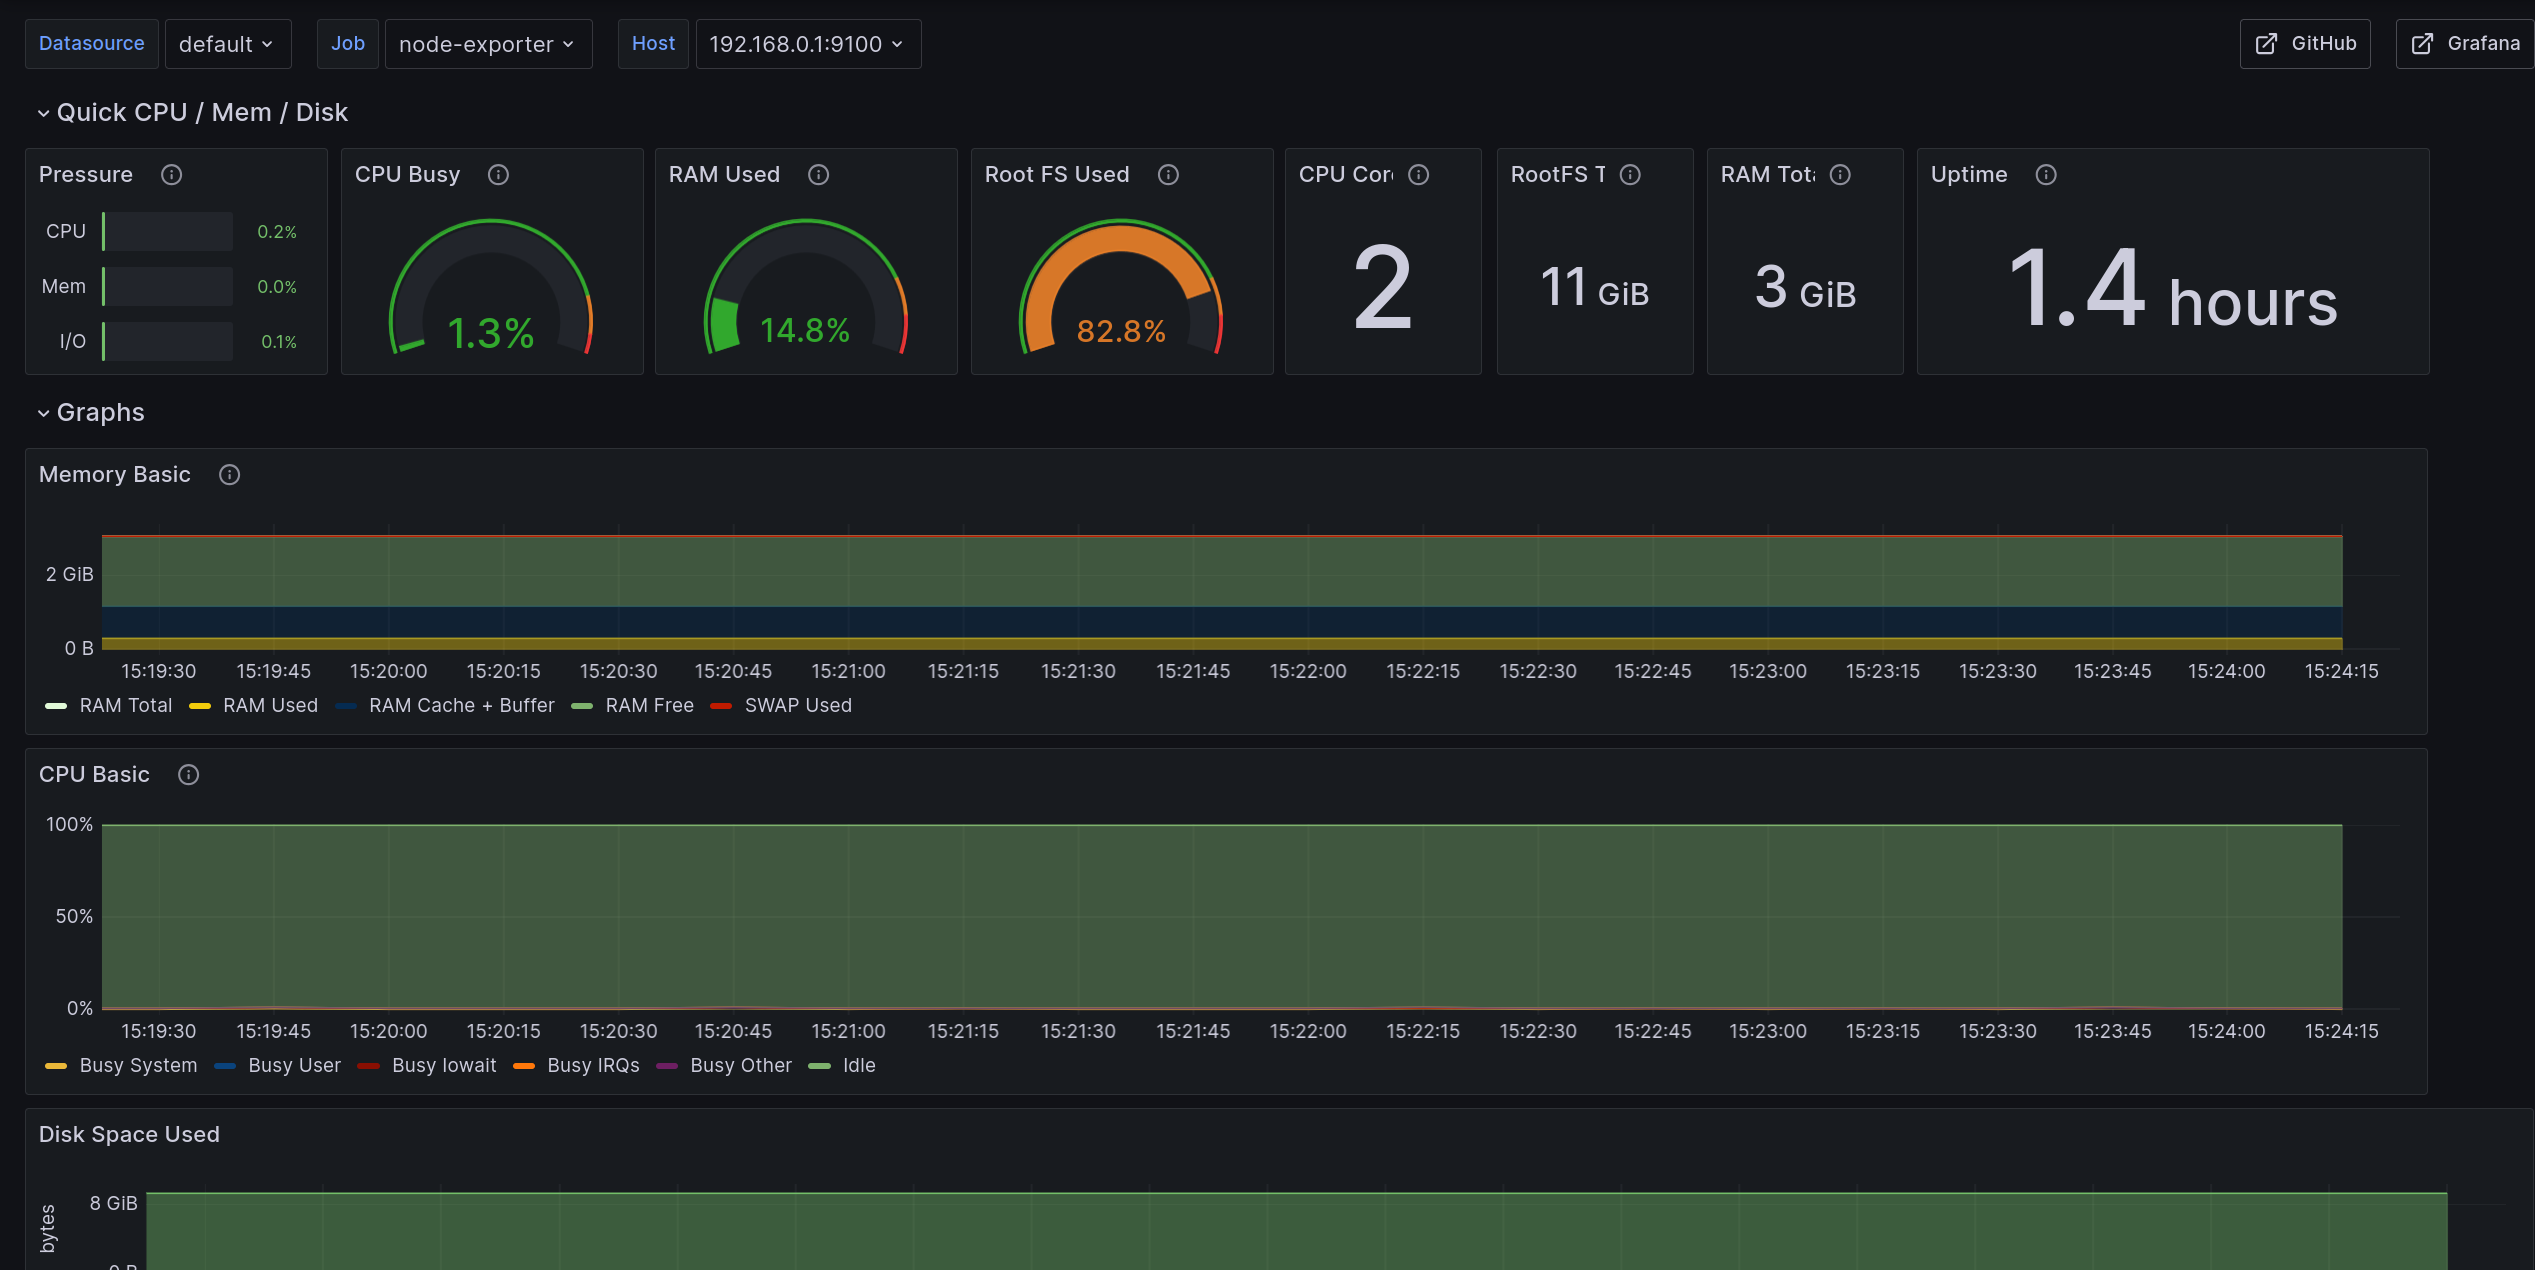 Datasource default Job node-exporter Host 192.168.0.1:9100 GitHub Grafana
Quick CPU / Mem / Disk
Pressure CPU Busy RAM Used Root FS Used CPU Cor RootFS T RAM Tota Uptime
CPU 0.2%
Mem 0.0%
I/O 0.1%
1.3%
14.8%
82.8%
2
11 GiB
3 GiB
1.4 hours
Graphs
Memory Basic
2 GiB
0 B
15:19:30 15:19:45 15:20:00 15:20:15 15:20:30 15:20:45 15:21:00 15:21:15 15:21:30 15:21:45 15:22:00 15:22:15 15:22:30 15:22:45 15:23:00 15:23:15 15:23:30 15:23:45 15:24:00 15:24:15
RAM Total RAM Used RAM Cache + Buffer RAM Free SWAP Used
CPU Basic
100%
50%
0%
15:19:30 15:19:45 15:20:00 15:20:15 15:20:30 15:20:45 15:21:00 15:21:15 15:21:30 15:21:45 15:22:00 15:22:15 15:22:30 15:22:45 15:23:00 15:23:15 15:23:30 15:23:45 15:24:00 15:24:15
Busy System Busy User Busy Iowait Busy IRQs Busy Other Idle
Disk Space Used
8 GiB
bytes